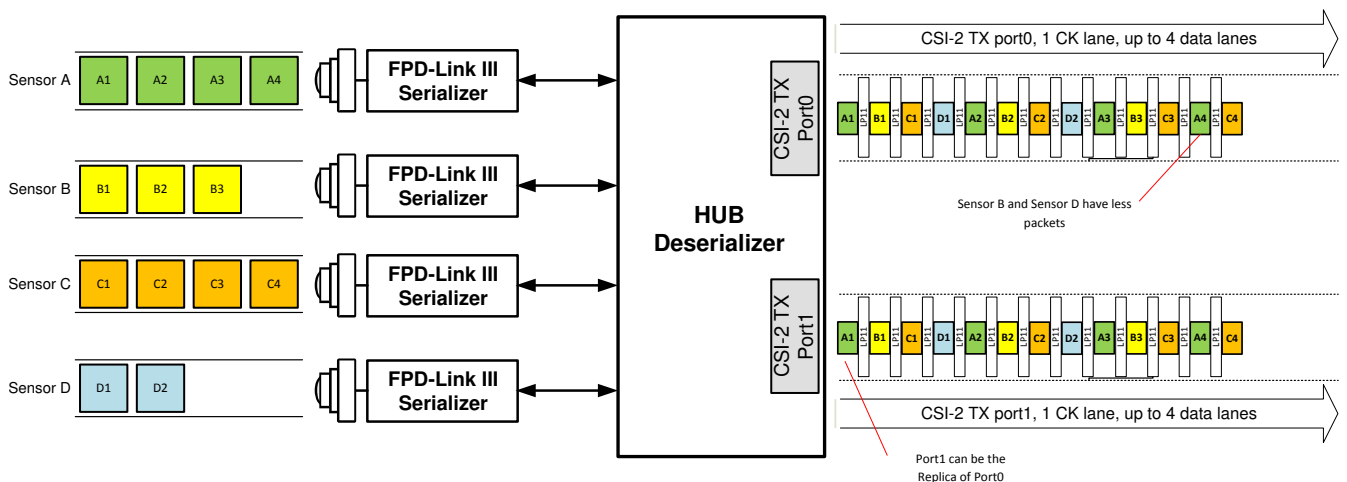 CSI-2 TX port0, 1 CK lane, up to 4 data lanes
Sensor A
A1 A2 A3 A4
FPD-Link III
Serializer
CSI-2 TX
Port0
A1 LP11 B1 LP11 C1 LP11 D1 LP11 A2 LP11 B2 LP11 C2 LP11 D2 LP11 A3 LP11 B3 LP11 C3 LP11 A4 LP11 C4
Sensor B and Sensor D have less
packets
Sensor B
B1 B2 B3
FPD-Link III
Serializer
HUB
Deserializer
Sensor C
C1 C2 C3 C4
FPD-Link III
Serializer
CSI-2 TX
Port1
A1 LP11 B1 LP11 C1 LP11 D1 LP11 A2 LP11 B2 LP11 C2 LP11 D2 LP11 A3 LP11 B3 LP11 C3 LP11 A4 LP11 C4
Sensor D
D1 D2
FPD-Link III
Serializer
CSI-2 TX port1, 1 CK lane, up to 4 data lanes
Port1 can be the
Replica of Port0